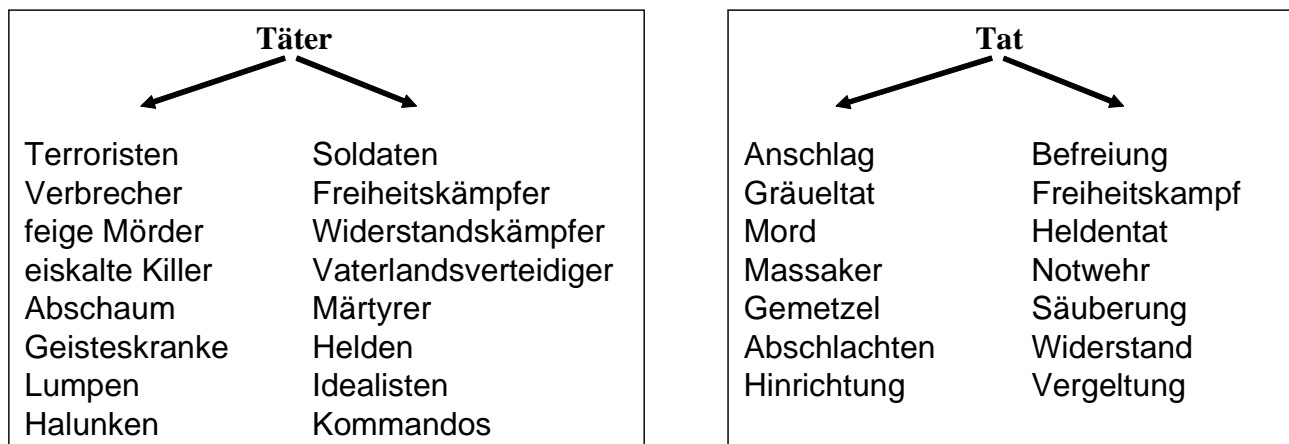 Täter
Terroristen Soldaten
Verbrecher Freiheitskämpfer
feige Mörder Widerstandskämpfer
eiskalte Killer Vaterlandsverteidiger
Abschaum Märtyrer
Geisteskranke Helden
Lumpen Idealisten
Halunken Kommandos
Tat
Anschlag Befreiung
Gräueltat Freiheitskampf
Mord Heldentat
Massaker Notwehr
Gemetzel Säuberung
Abschlachten Widerstand
Hinrichtung Vergeltung